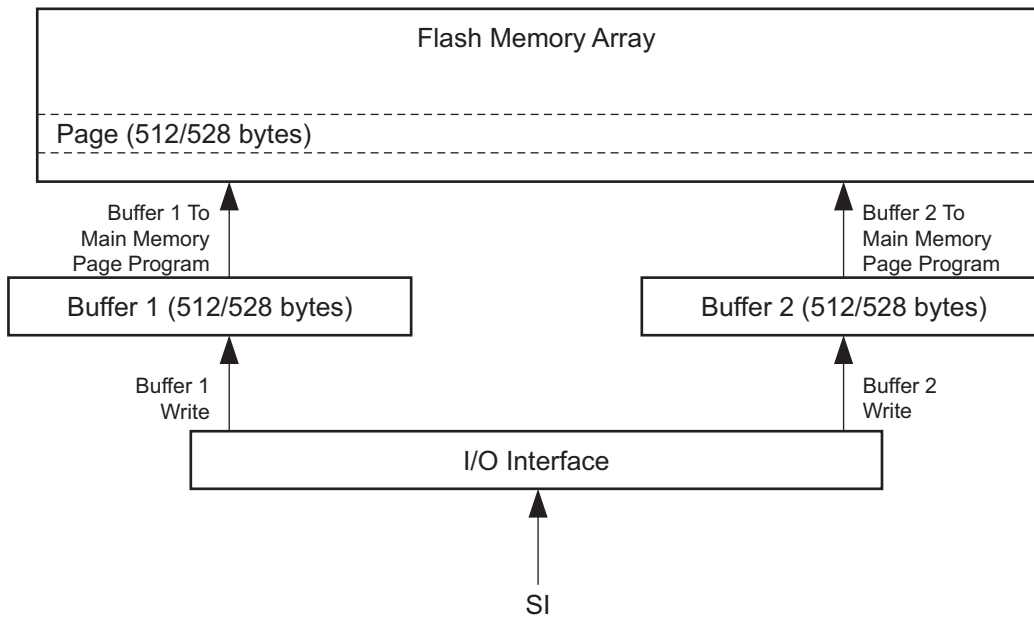 Flash Memory Array
Page (512/528 bytes)
Buffer 1 To
Main Memory
Page Program
Buffer 2 To
Main Memory
Page Program
Buffer 1 (512/528 bytes)
Buffer 2 (512/528 bytes)
Buffer 1
Write
Buffer 2
Write
I/O Interface
SI